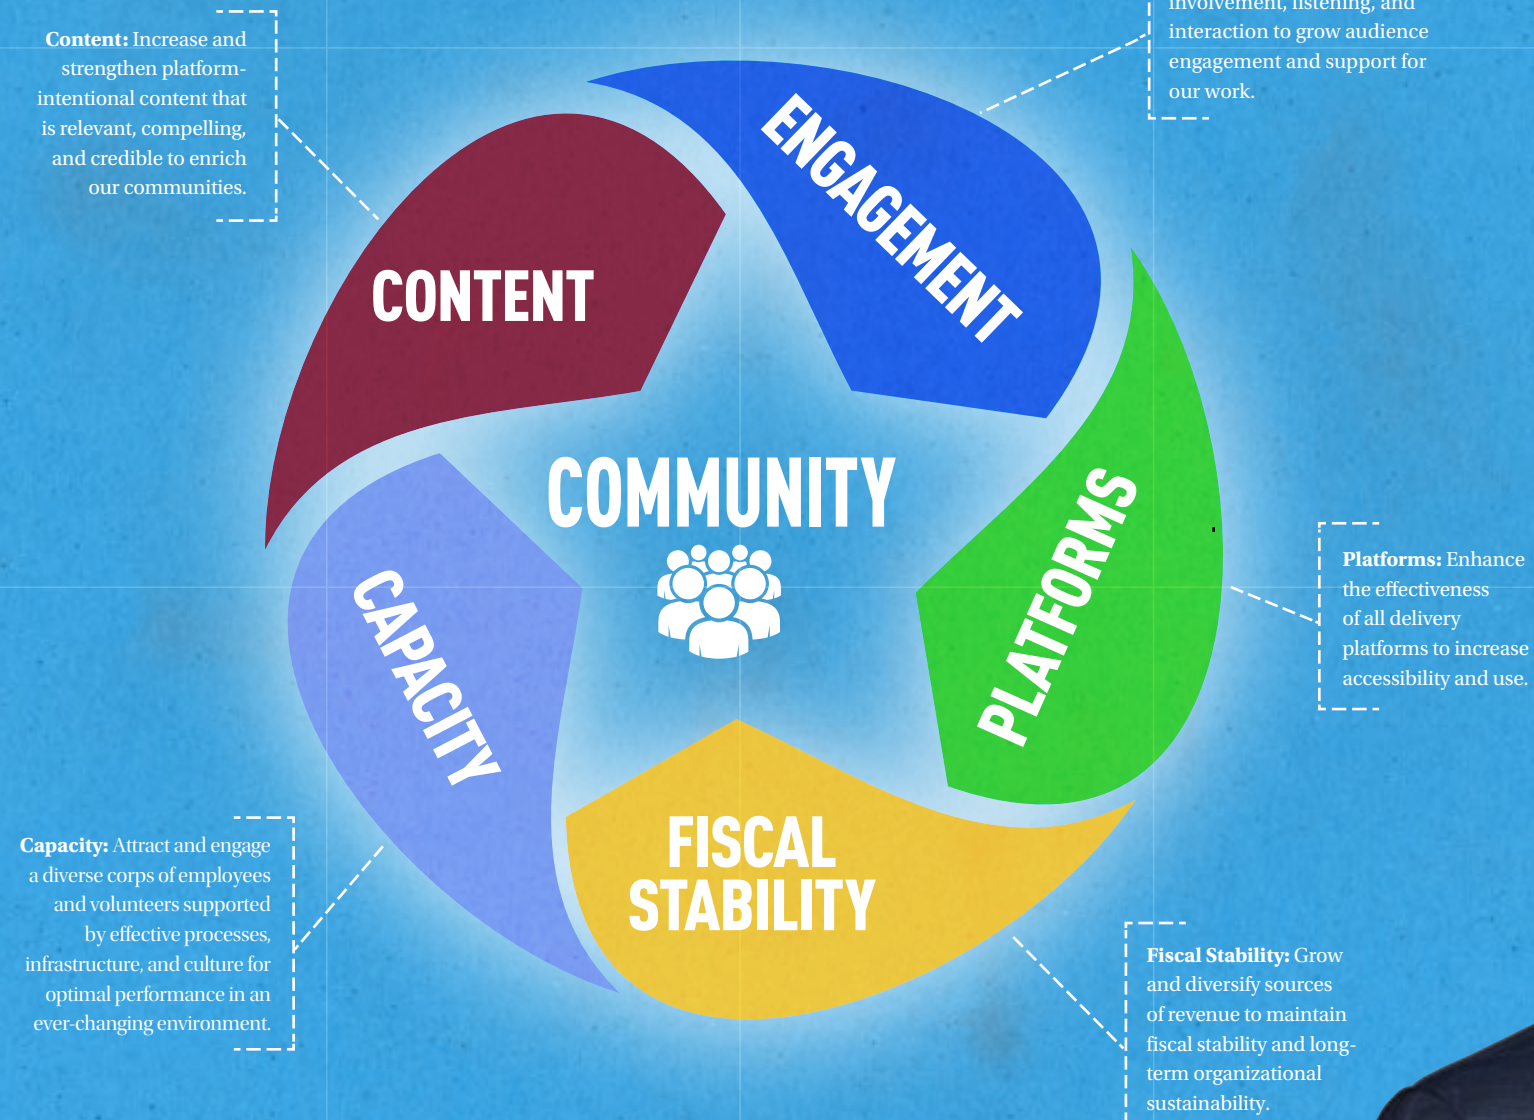 Content: Increase and
strengthen platform-
intentional content that
is relevant, compelling,
and credible to enrich
our communities.
involvement, listening, and
interaction to grow audience
engagement and support for
our work.
ENGAGEMENT
CONTENT
COMMUNITY
PLATFORMS
CAPACITY
FISCAL
STABILITY
Platforms: Enhance
the effectiveness
of all delivery
platforms to increase
accessibility and use.
Capacity: Attract and engage
a diverse corps of employees
and volunteers supported
by effective processes,
infrastructure, and culture for
optimal performance in an
ever-changing environment.
Fiscal Stability: Grow
and diversify sources
of revenue to maintain
fiscal stability and long-
term organizational
sustainability.